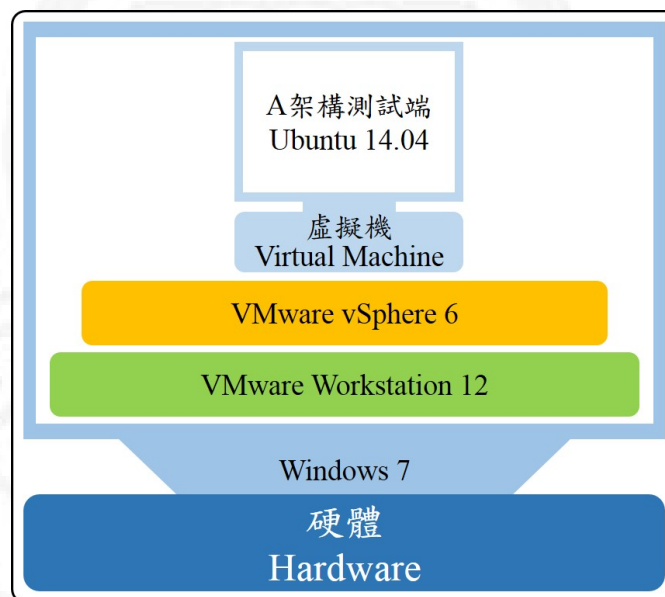 A架構測試端
Ubuntu 14.04
虛擬機
Virtual Machine
VMware vSphere 6
VMware Workstation 12
Windows 7
硬體
Hardware